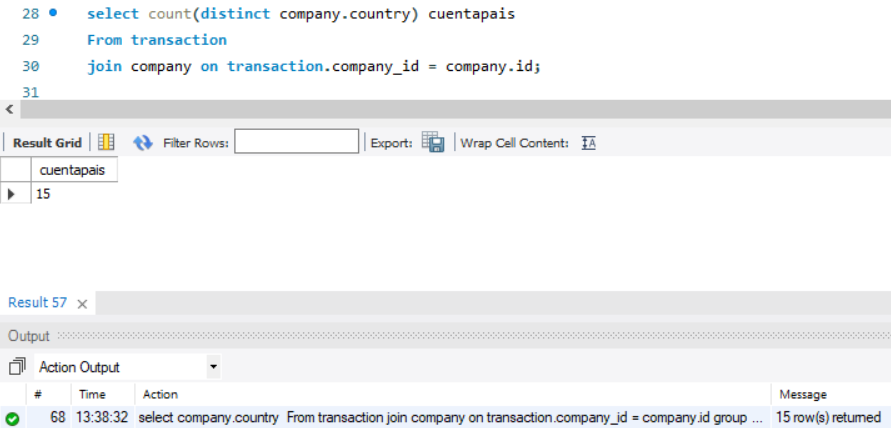 28 select count(distinct company.country) cuentapais
29 From transaction
30 join company on transaction.company_id = company.id;
31
Result Grid Filter Rows: Export: Wrap Cell Content: IA
cuentapais
15
Result 57
Output
Action Output
# Time Action Message
68 13:38:32 select company.country From transaction join company on transaction.company_id = company.id group ... 15 row(s) returned